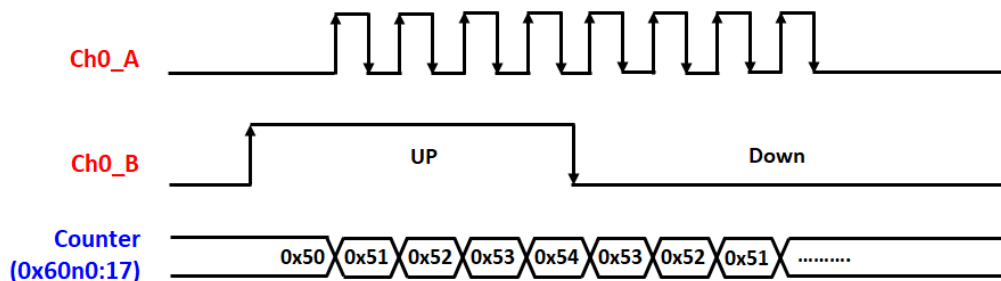 Ch0_A
Ch0_B
UP
Down
Counter
(0x60n0:17)
0x50 0x51 0x52 0x53 0x54 0x53 0x52 0x51 ..........